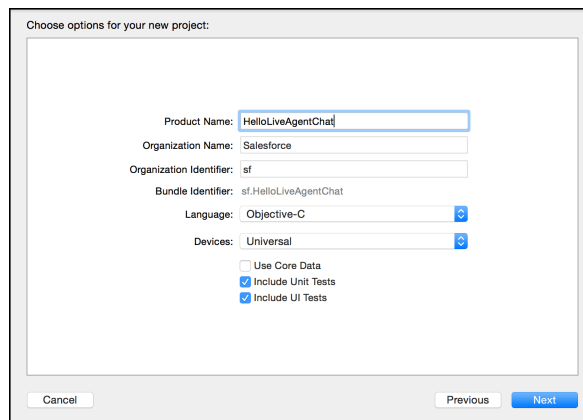 Choose options for your new project:
Product Name: HelloLiveAgentChat
Organization Name: Salesforce
Organization Identifier: sf
Bundle Identifier: sf.HelloLiveAgentChat
Language: Objective-C
Devices: Universal
Use Core Data
Include Unit Tests
Include UI Tests
Cancel Previous Next